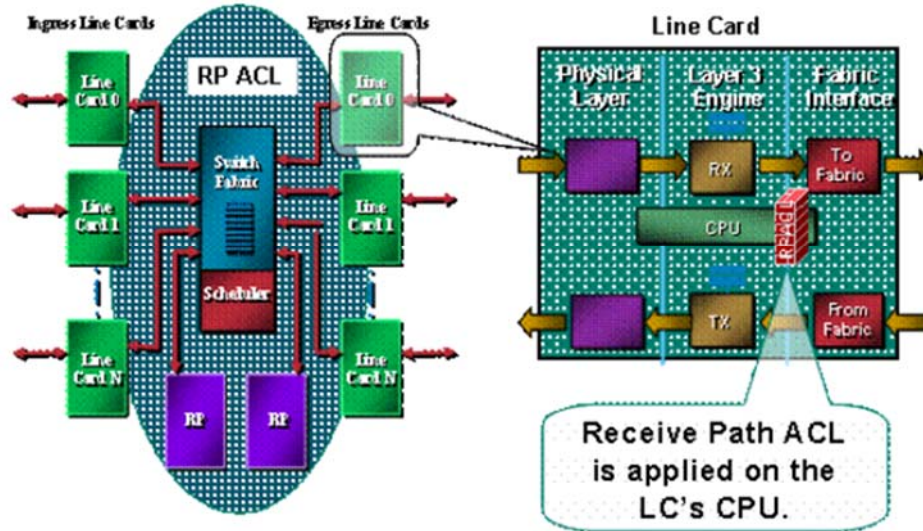 Ingress Line Cards
Egress Line Cards
Line
Card 0
RP ACL
Line
Card 0
Switch
Fabric
Line
Card 1
Line
Card 1
Scheduler
Line
Card N
Line
Card N
RP
RP
Line Card
Physical
Layer
Layer 3
Engine
Fabric
Interface
RX
To
Fabric
CPU
RPACL
TX
From
Fabric
Receive Path ACL
is applied on the
LC's CPU.